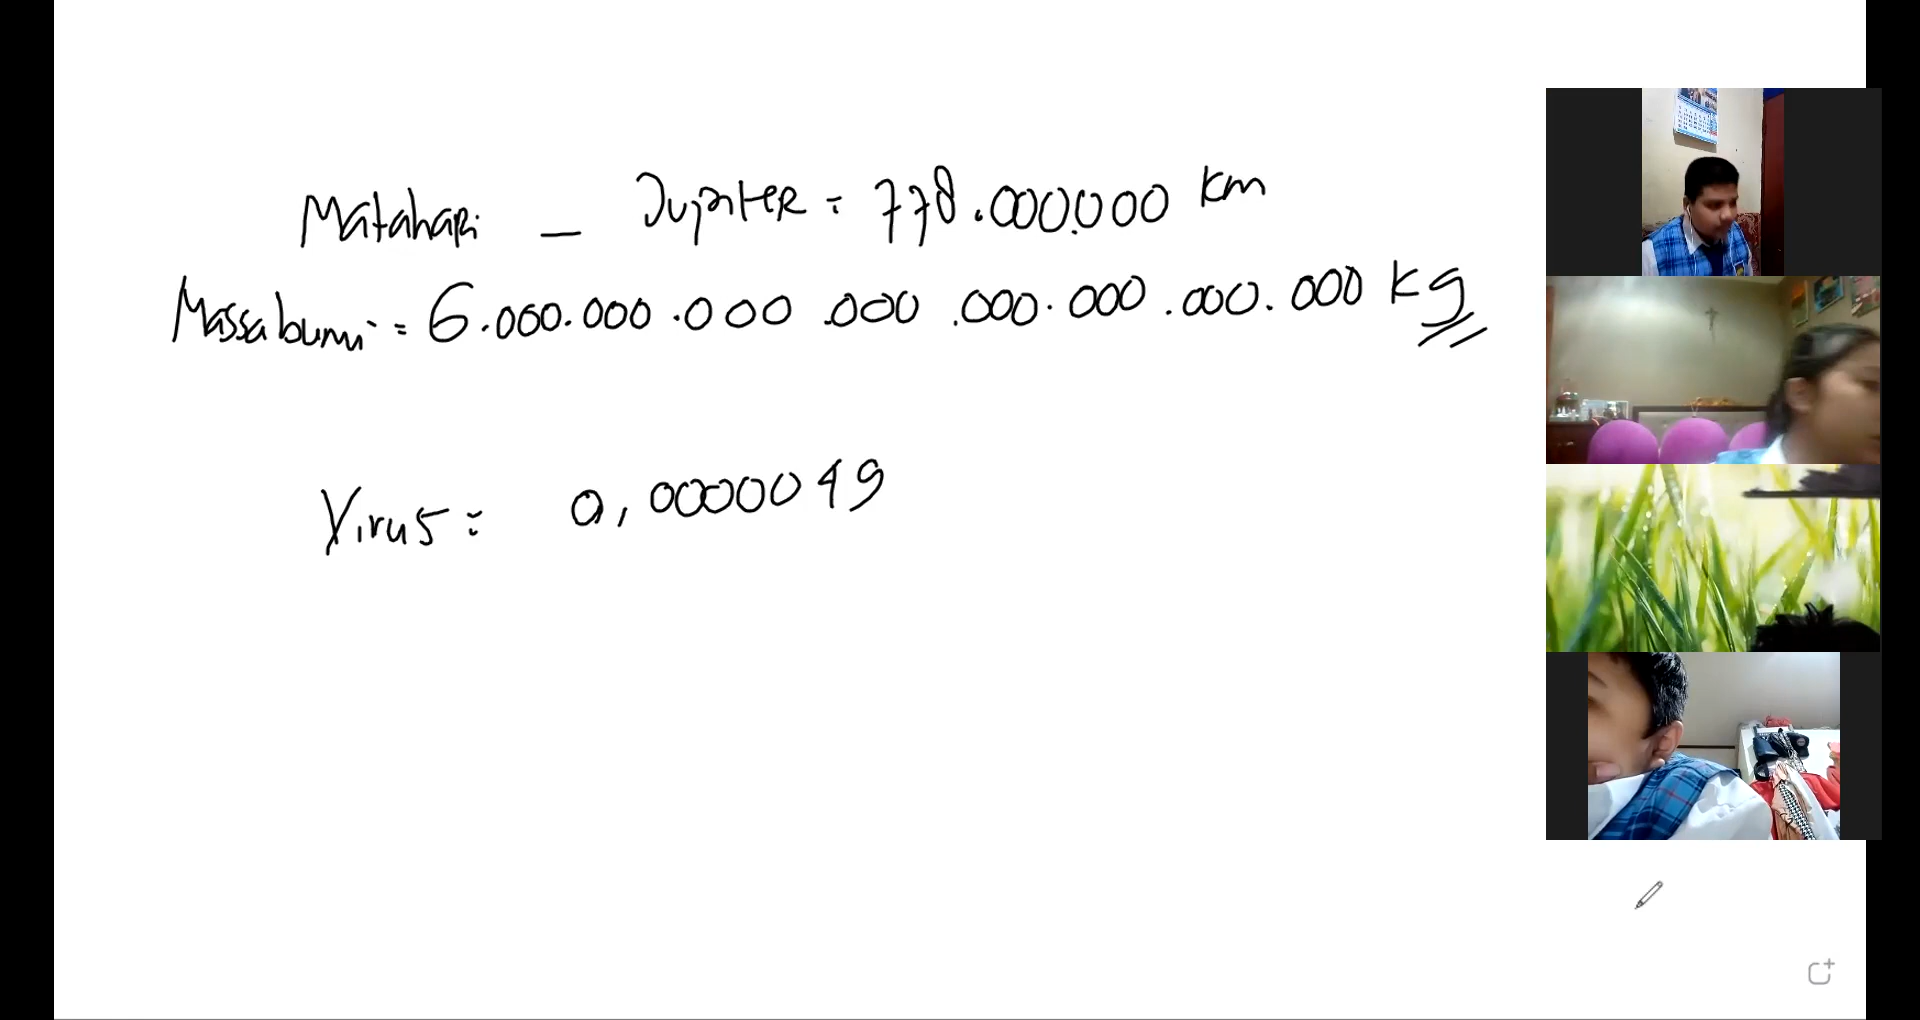 Matahari - Jupiter = 778.000.000 km
Massa bumi = 6.000.000.000.000.000.000.000.000 kg
Virus = 0,0000049